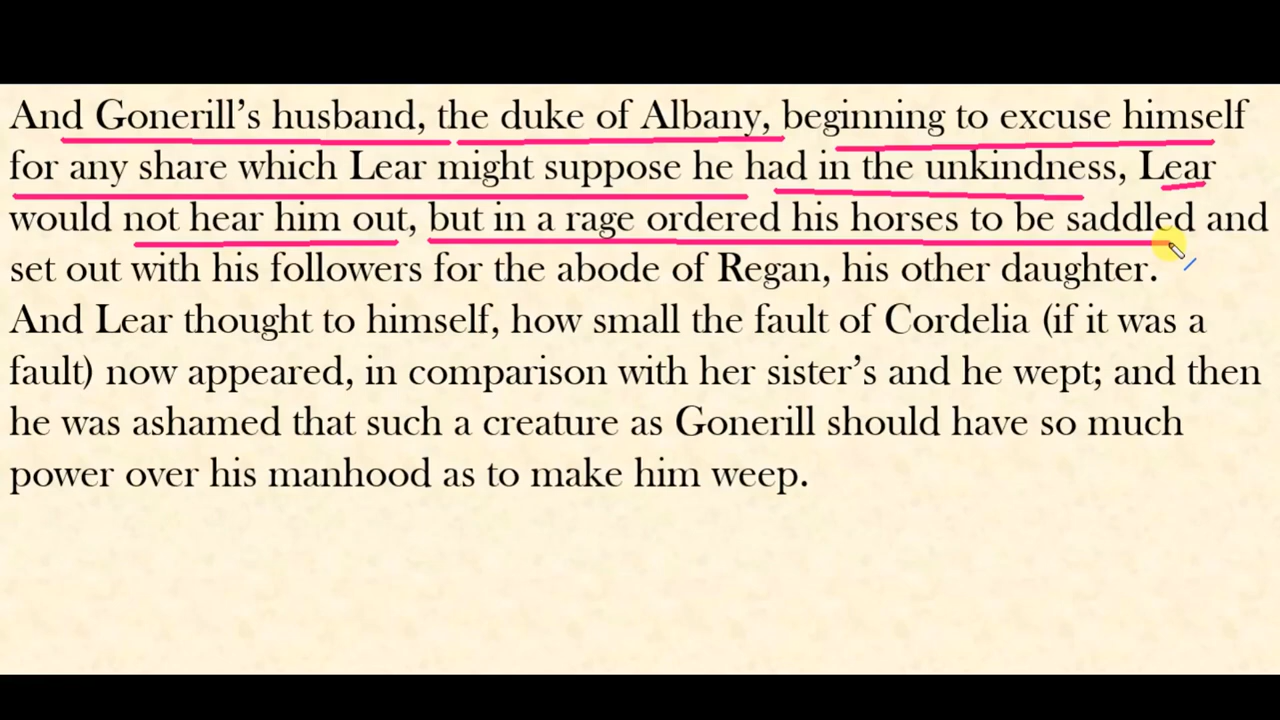 And Gonerill’s husband, the duke of Albany, beginning to excuse himself
for any share which Lear might suppose he had in the unkindness, Lear
would not hear him out, but in a rage ordered his horses to be saddled and
set out with his followers for the abode of Regan, his other daughter.
And Lear thought to himself, how small the fault of Cordelia (if it was a
fault) now appeared, in comparison with her sister’s and he wept; and then
he was ashamed that such a creature as Gonerill should have so much
power over his manhood as to make him weep.